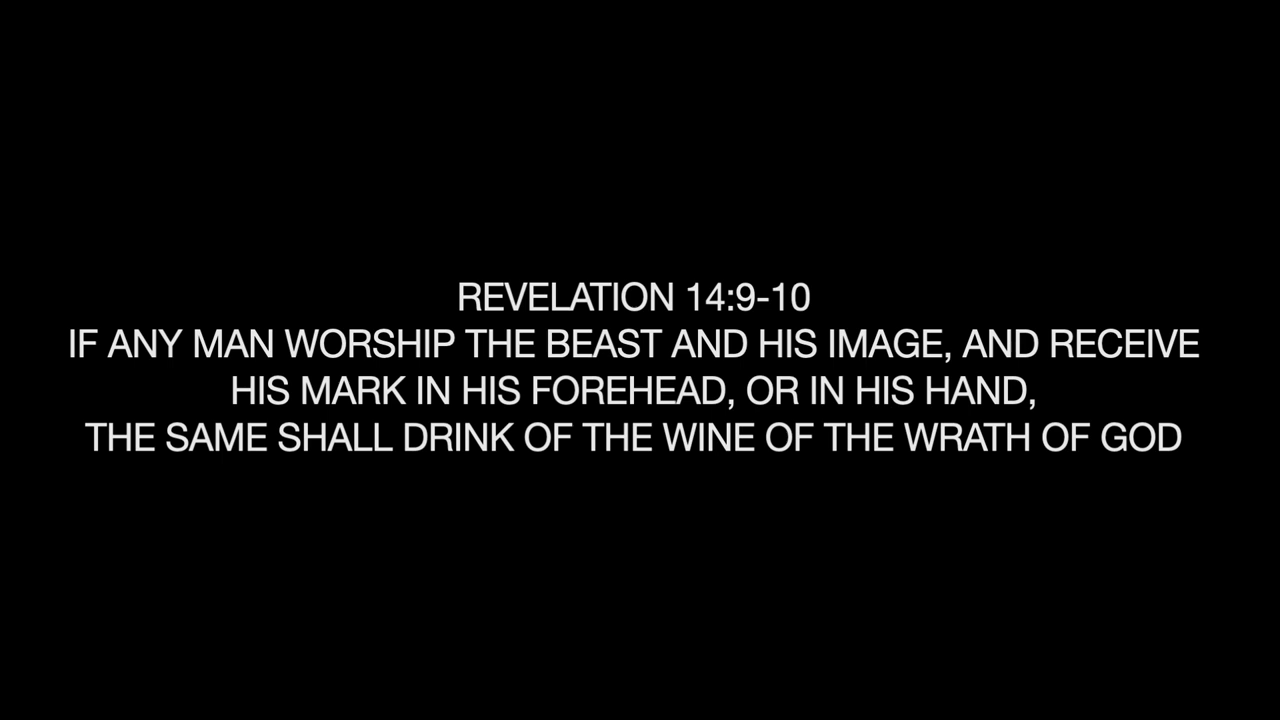 REVELATION 14:9-10
IF ANY MAN WORSHIP THE BEAST AND HIS IMAGE, AND RECEIVE
HIS MARK IN HIS FOREHEAD, OR IN HIS HAND,
THE SAME SHALL DRINK OF THE WINE OF THE WRATH OF GOD